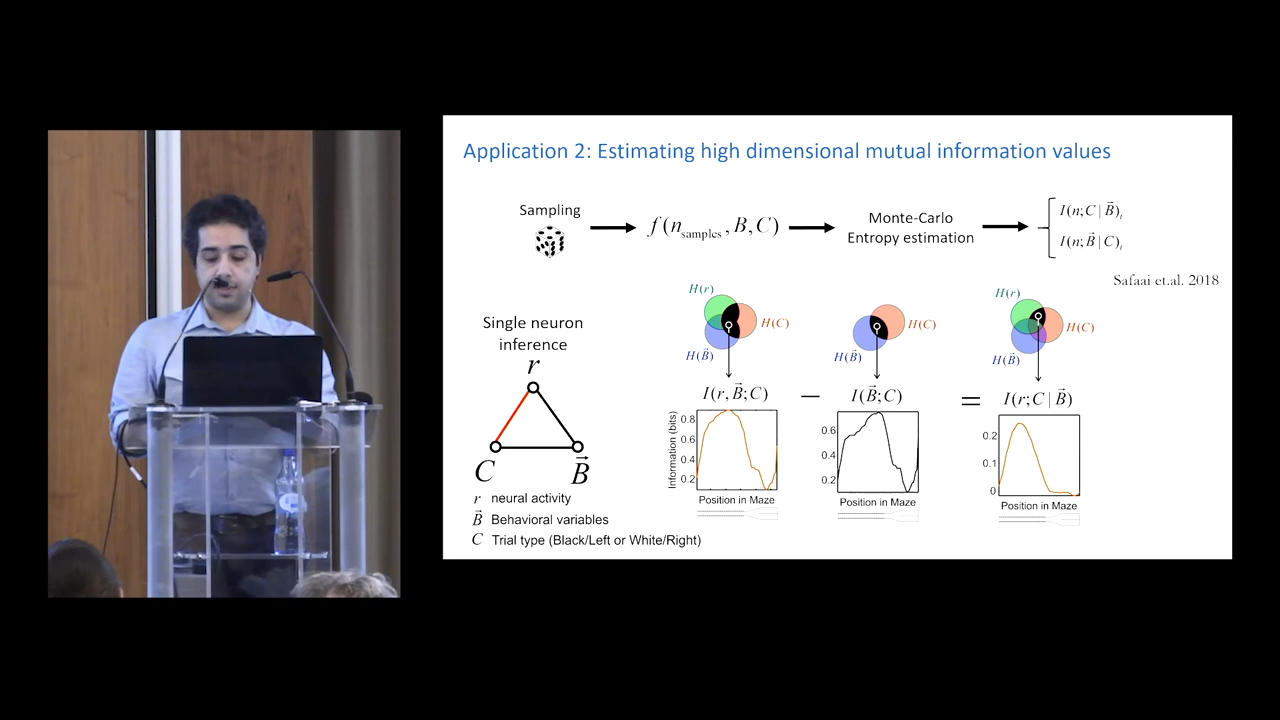 Application 2: Estimating high dimensional mutual information values
Sampling
f(n_samples, B, C)
Monte-Carlo
Entropy estimation
I(n; C | B⃗)_t
I(n; B⃗ | C)_t
Safaai et.al. 2018
Single neuron
inference
r
C
B⃗
r neural activity
B⃗ Behavioral variables
C Trial type (Black/Left or White/Right)
H(r)
H(C)
H(B⃗)
I(r, B⃗; C)
Information (bits)
0.8
0.6
0.4
0.2
Position in Maze
—
H(C)
H(B⃗)
I(B⃗; C)
0.6
0.4
0.2
Position in Maze
=
H(r)
H(C)
H(B⃗)
I(r; C | B⃗)
0.2
0.1
0
Position in Maze